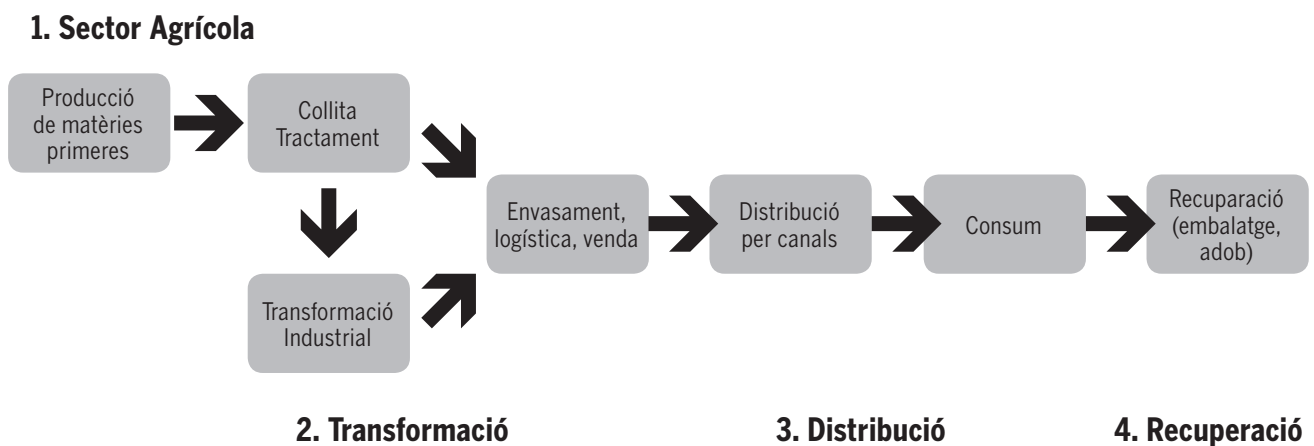 1. Sector Agrícola
Producció
de matèries
primeres
Collita
Tractament
Transformació
Industrial
Envasament,
logística, venda
Distribució
per canals
Consum
Recuparació
(embalatge,
adob)
2. Transformació
3. Distribució
4. Recuperació